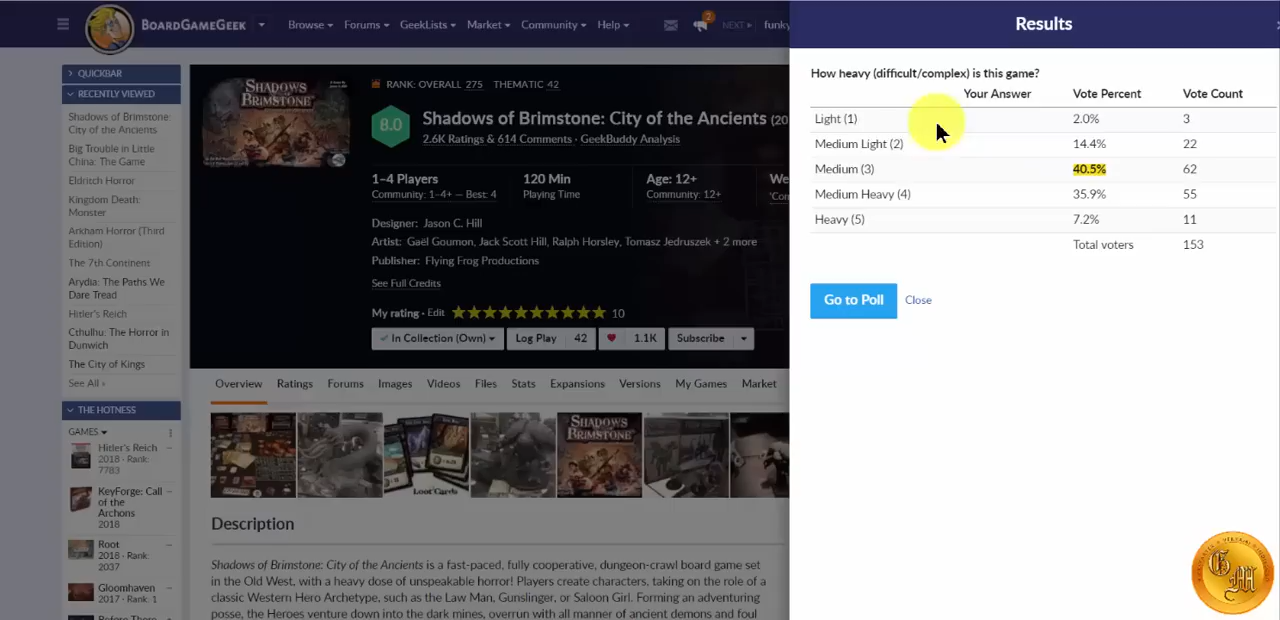 BOARDGAMEGEEK
Browse
Forums
GeekLists
Market
Community
Help
2
NEXT
funky
QUICKBAR
RECENTLY VIEWED
Shadows of Brimstone:
City of the Ancients
Big Trouble in Little
China: The Game
Eldritch Horror
Kingdom Death:
Monster
Arkham Horror (Third
Edition)
The 7th Continent
Arydia: The Paths We
Dare Tread
Hitler's Reich
Cthulhu: The Horror in
Dunwich
The City of Kings
See All »
THE HOTNESS
GAMES
Hitler's Reich
2018 - Rank:
7783
KeyForge: Call
of the
Archons
2018
Root
2018 - Rank:
2037
Gloomhaven
2017 - Rank: 1
SHADOWS
OF
BRIMSTONE
RANK: OVERALL 275 THEMATIC 42
8.0
Shadows of Brimstone: City of the Ancients (20
2.6K Ratings & 614 Comments · GeekBuddy Analysis
1–4 Players
Community: 1–4+ — Best: 4
120 Min
Playing Time
Age: 12+
Community: 12+
We
Designer: Jason C. Hill
Artist: Gaël Goumon, Jack Scott Hill, Ralph Horsley, Tomasz Jedruszek + 2 more
Publisher: Flying Frog Productions
See Full Credits
My rating · Edit
10
In Collection (Own)
Log Play 42
1.1K
Subscribe
Overview
Ratings
Forums
Images
Videos
Files
Stats
Expansions
Versions
My Games
Market
Loot Cards
SHADOWS
OF
BRIMSTONE
Description
Shadows of Brimstone: City of the Ancients is a fast-paced, fully cooperative, dungeon-crawl board game set
in the Old West, with a heavy dose of unspeakable horror! Players create characters, taking on the role of a
classic Western Hero Archetype, such as the Law Man, Gunslinger, or Saloon Girl. Forming an adventuring
posse, the Heroes venture down into the dark mines, overrun with all manner of ancient demons and foul
Results
How heavy (difficult/complex) is this game?
Your Answer Vote Percent Vote Count
Light (1) 2.0% 3
Medium Light (2) 14.4% 22
Medium (3) 40.5% 62
Medium Heavy (4) 35.9% 55
Heavy (5) 7.2% 11
Total voters 153
Go to Poll
Close